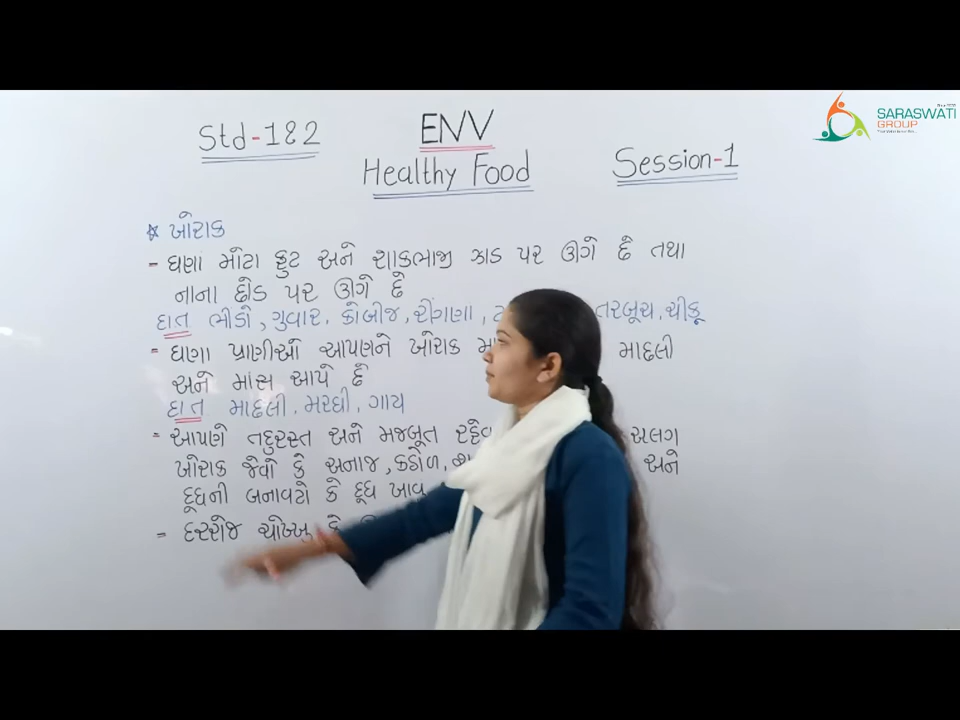 Std-1&2
ENV
Healthy Food
Session-1
SARASWATI
GROUP
☆ ખોરાક
- ઘણાં મોટા ફ્રુટ અને શાકભાજી ઝાડ પર ઊગે છે તથા
નાના છોડ પર ઊગે છે
દા ત ભીંડો, ગુવાર, કોબીજ, રીંગણા, તરબૂચ, ચીકૂ
- ઘણા પ્રાણીઓ આપણને ખોરાક માછલી
અને માંસ આપે છે
દા ત માછલી, મરઘી, ગાય
= આપણે તદુરસ્ત અને મજબૂત અલગ
ખોરાક જેવો કે અનાજ, કઠોળ, અને
દૂધની બનાવટો કે દૂધ
= દરરોજ ચોખ્ખુ